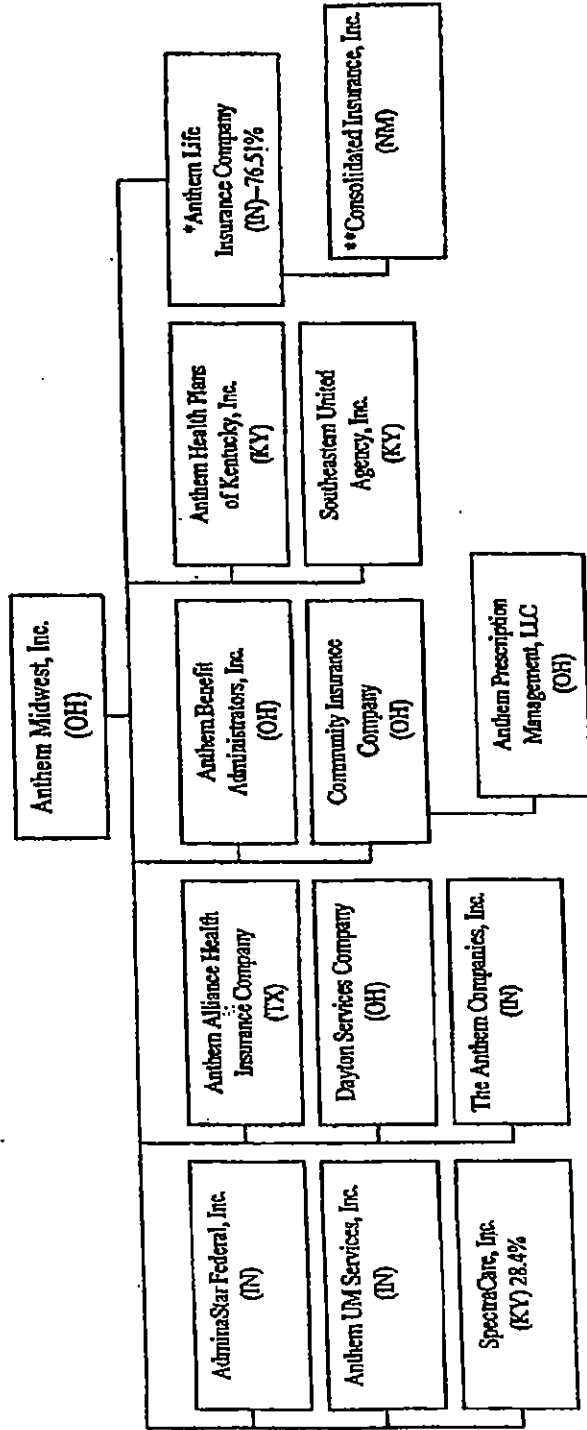 Anthem Midwest, Inc.
(OH)
AdminaStar Federal, Inc.
(IN)
Anthem UM Services, Inc.
(IN)
SpectraCare, Inc.
(KY) 28.4%
Anthem Alliance Health
Insurance Company
(TX)
Dayton Services Company
(OH)
The Anthem Companies, Inc.
(IN)
Anthem Benefit
Administrators, Inc.
(OH)
Community Insurance
Company
(OH)
Anthem Prescription
Management, LLC
(OH)
Anthem Health Plans
of Kentucky, Inc.
(KY)
Southeastern United
Agency, Inc.
(KY)
*Anthem Life
Insurance Company
(IN)–76.51%
**Consolidated Insurance, Inc.
(NM)